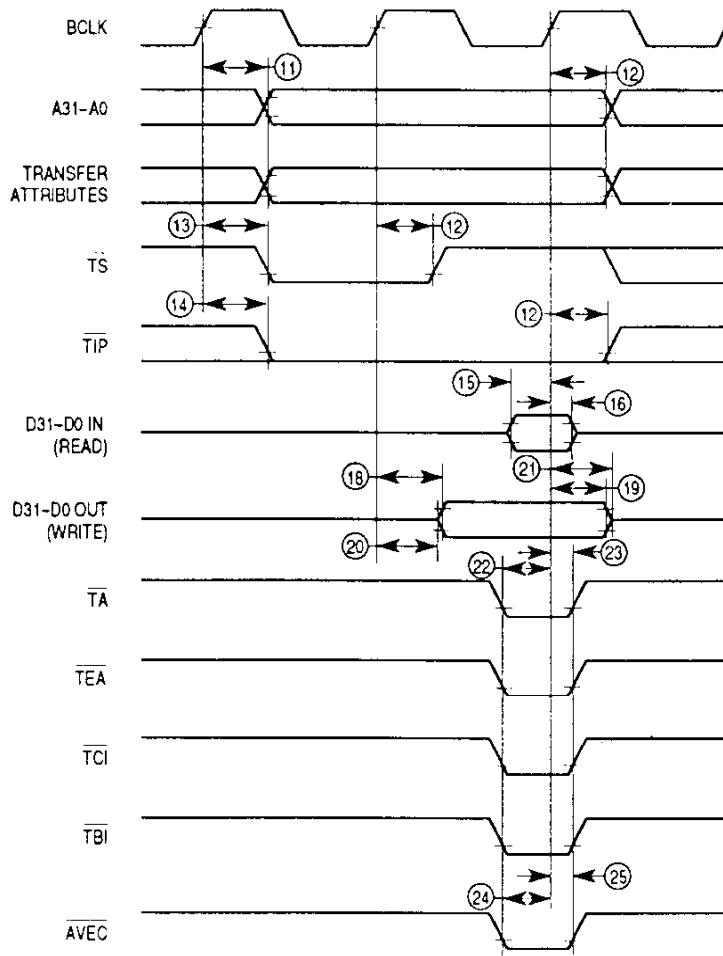 BCLK
11
12
A31-A0
TRANSFER
ATTRIBUTES
13
12
TS
14
12
TIP
15
16
D31-D0 IN
(READ)
21
18
19
D31-D0 OUT
(WRITE)
20
23
22
TA
TEA
TCI
TBI
25
24
AVEC